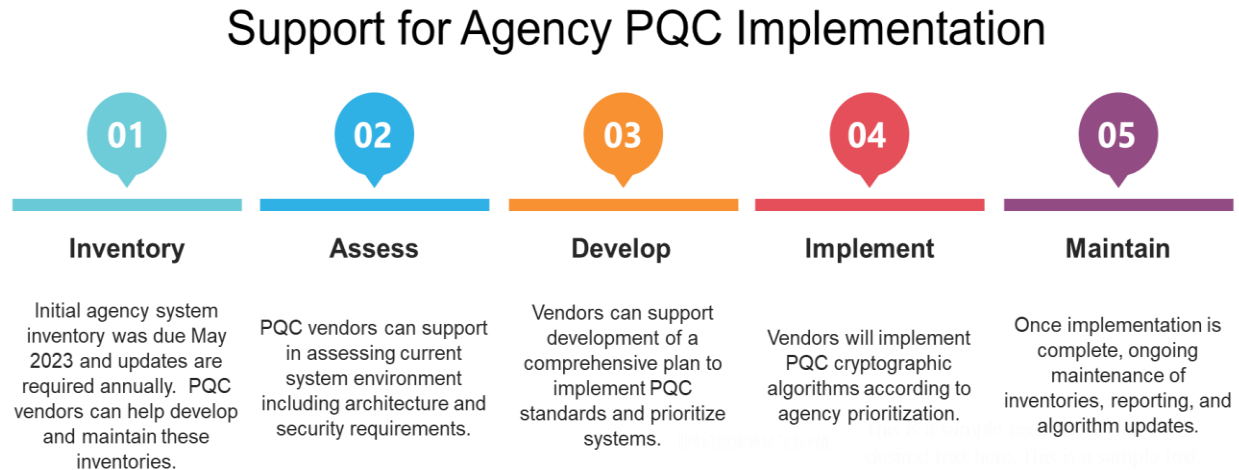 Support for Agency PQC Implementation
01
02
03
04
05
Inventory
Assess
Develop
Implement
Maintain
Initial agency system
inventory was due May
2023 and updates are
required annually. PQC
vendors can help develop
and maintain these
inventories.
PQC vendors can support
in assessing current
system environment
including architecture and
security requirements.
Vendors can support
development of a
comprehensive plan to
implement PQC
standards and prioritize
systems.
Vendors will implement
PQC cryptographic
algorithms according to
agency prioritization.
Once implementation is
complete, ongoing
maintenance of
inventories, reporting, and
algorithm updates.